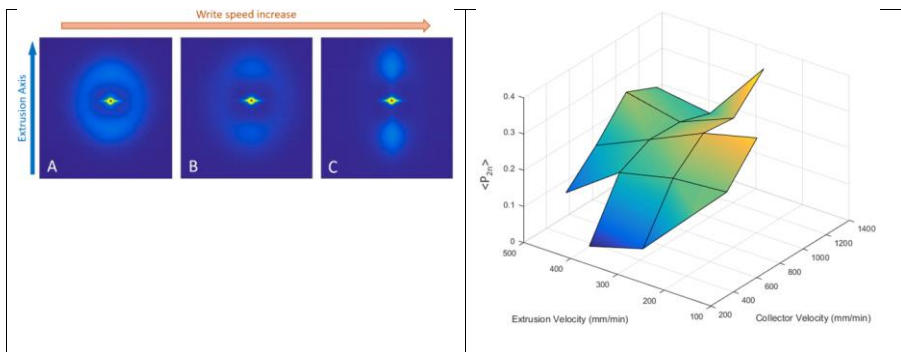 Write speed increase
Extrusion Axis
A
B
C
<P2n>
0.4
0.3
0.2
0.1
0
500
400
300
200
100
Extrusion Velocity (mm/min)
200
400
600
800
1000
1200
1400
Collector Velocity (mm/min)